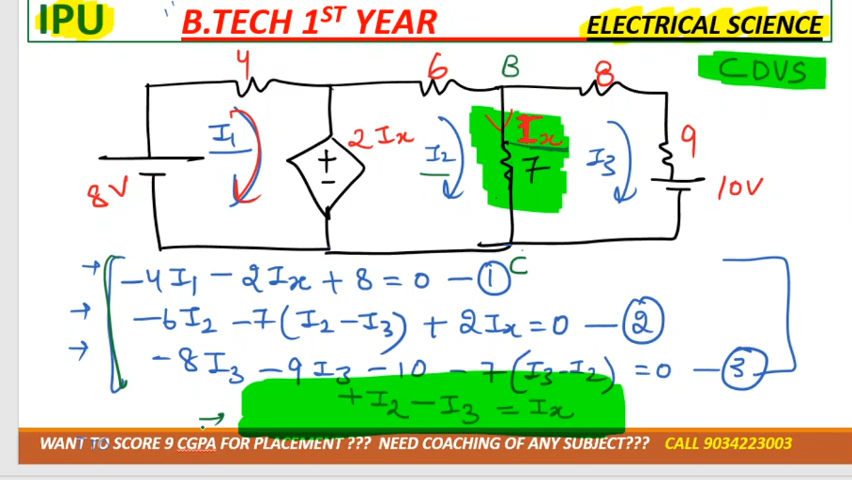 IPU
B.TECH 1ST YEAR
ELECTRICAL SCIENCE
CDVS
4
6
B
8
I1
2Ix
I2
Ix
7
I3
9
+
-
8V
10V
C
→ -4I1 - 2Ix + 8 = 0 - ①
→ -6I2 - 7(I2 - I3) + 2Ix = 0 - ②
→ -8I3 - 9I3 - 10 - 7(I3 - I2) = 0 - ③
→ +I2 - I3 = Ix
WANT TO SCORE 9 CGPA FOR PLACEMENT ??? NEED COACHING OF ANY SUBJECT??? CALL 9034223003